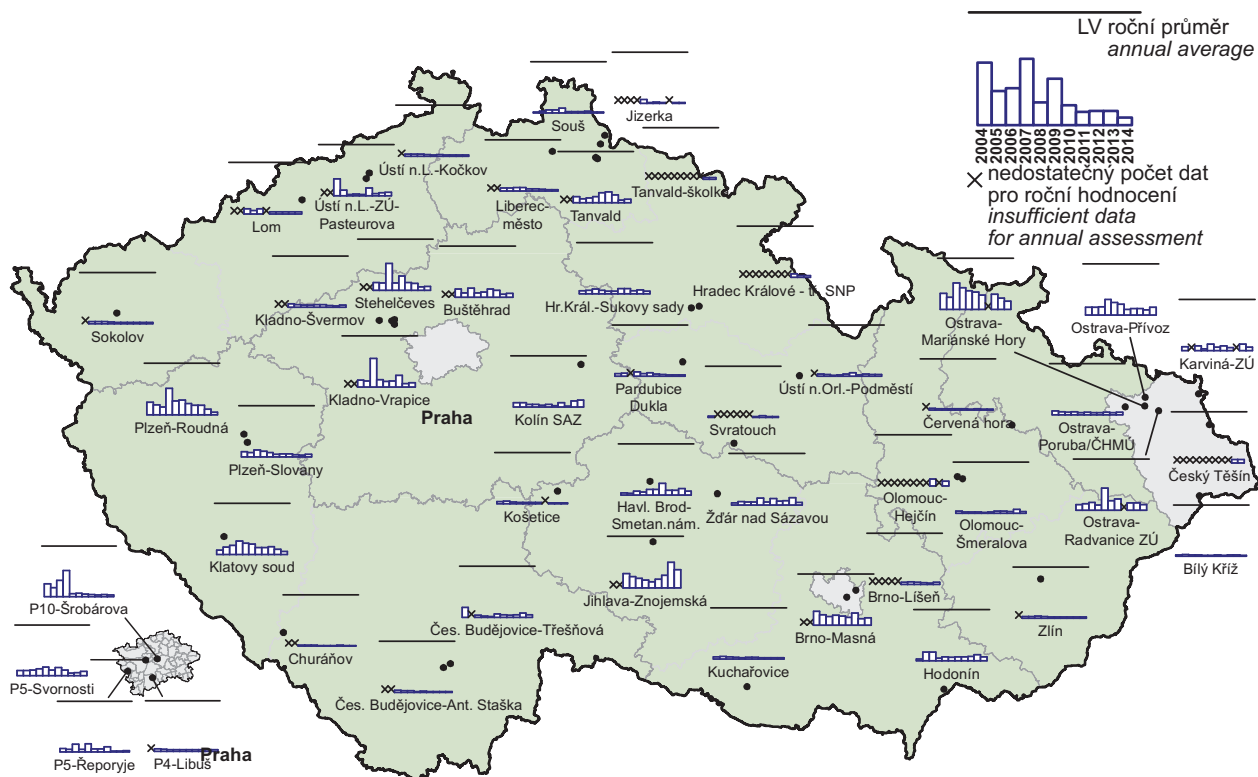 LV roční průměr
annual average
2004
2005
2006
2007
2008
2009
2010
2011
2012
2013
2014
× nedostatečný počet dat
pro roční hodnocení
insufficient data
for annual assessment
Souš
Jizerka
Ústí n.L.-Kočkov
Tanvald-školka
Ústí n.L.-ZÚ-
Pasteurova
Liberec-
město
Tanvald
Lom
Hradec Králové - tř. SNP
Stehelčeves
Buštěhrad
Hr.Král.-Sukovy sady
Kladno-Švermov
Sokolov
Ostrava-
Mariánské Hory
Ostrava-Přívoz
Karviná-ZÚ
Kladno-Vrapice
Praha
Pardubice
Dukla
Ústí n.Orl.-Podměstí
Plzeň-Roudná
Kolín SAZ
Svratouch
Červená hora
Ostrava-
Poruba/ČHMÚ
Český Těšín
Plzeň-Slovany
Košetice
Havl. Brod-
Smetan.nám.
Žďár nad Sázavou
Olomouc-
Hejčín
Olomouc-
Šmeralova
Ostrava-
Radvanice ZÚ
Klatovy soud
Bílý Kříž
Jihlava-Znojemská
Brno-Líšeň
P10-Šrobárova
Čes. Budějovice-Třešňová
Brno-Masná
Zlín
Churáňov
Kuchařovice
Hodonín
P5-Svornosti
Čes. Budějovice-Ant. Staška
P5-Řeporyje
P4-Libuš
Praha